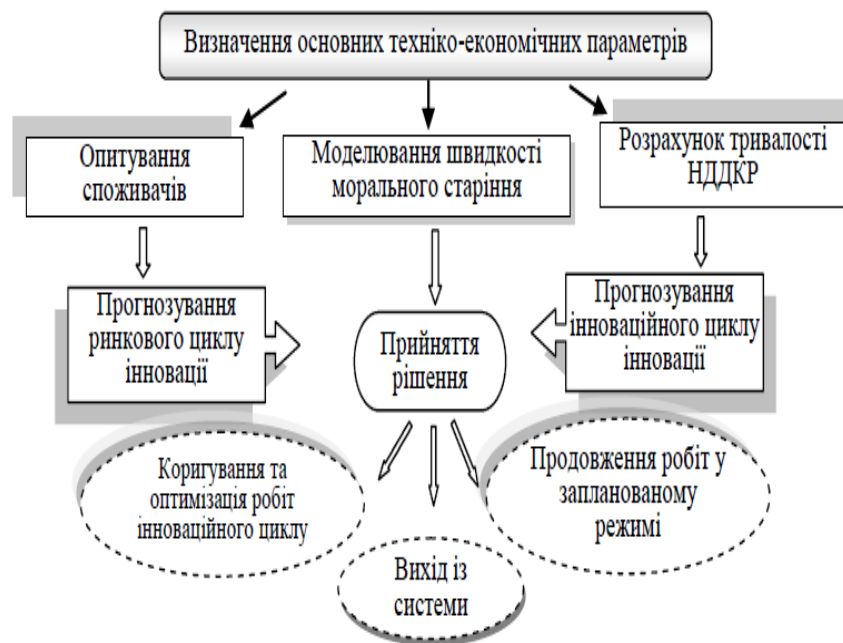 Визначення основних техніко-економічних параметрів
Опитування
споживачів
Моделювання швидкості
морального старіння
Розрахунок тривалості
НДДКР
Прогнозування
ринкового циклу
інновації
Прийняття
рішення
Прогнозування
інноваційного циклу
інновації
Коригування та
оптимізація робіт
інноваційного циклу
Вихід із
системи
Продовження робіт у
запланованому
режимі